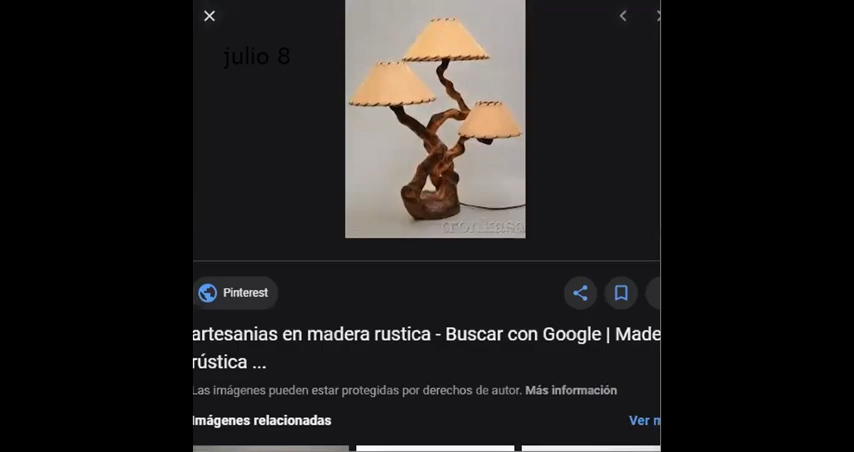 julio 8
tronkasa
Pinterest
artesanias en madera rustica - Buscar con Google | Made
rústica ...
Las imágenes pueden estar protegidas por derechos de autor. Más información
Imágenes relacionadas
Ver m